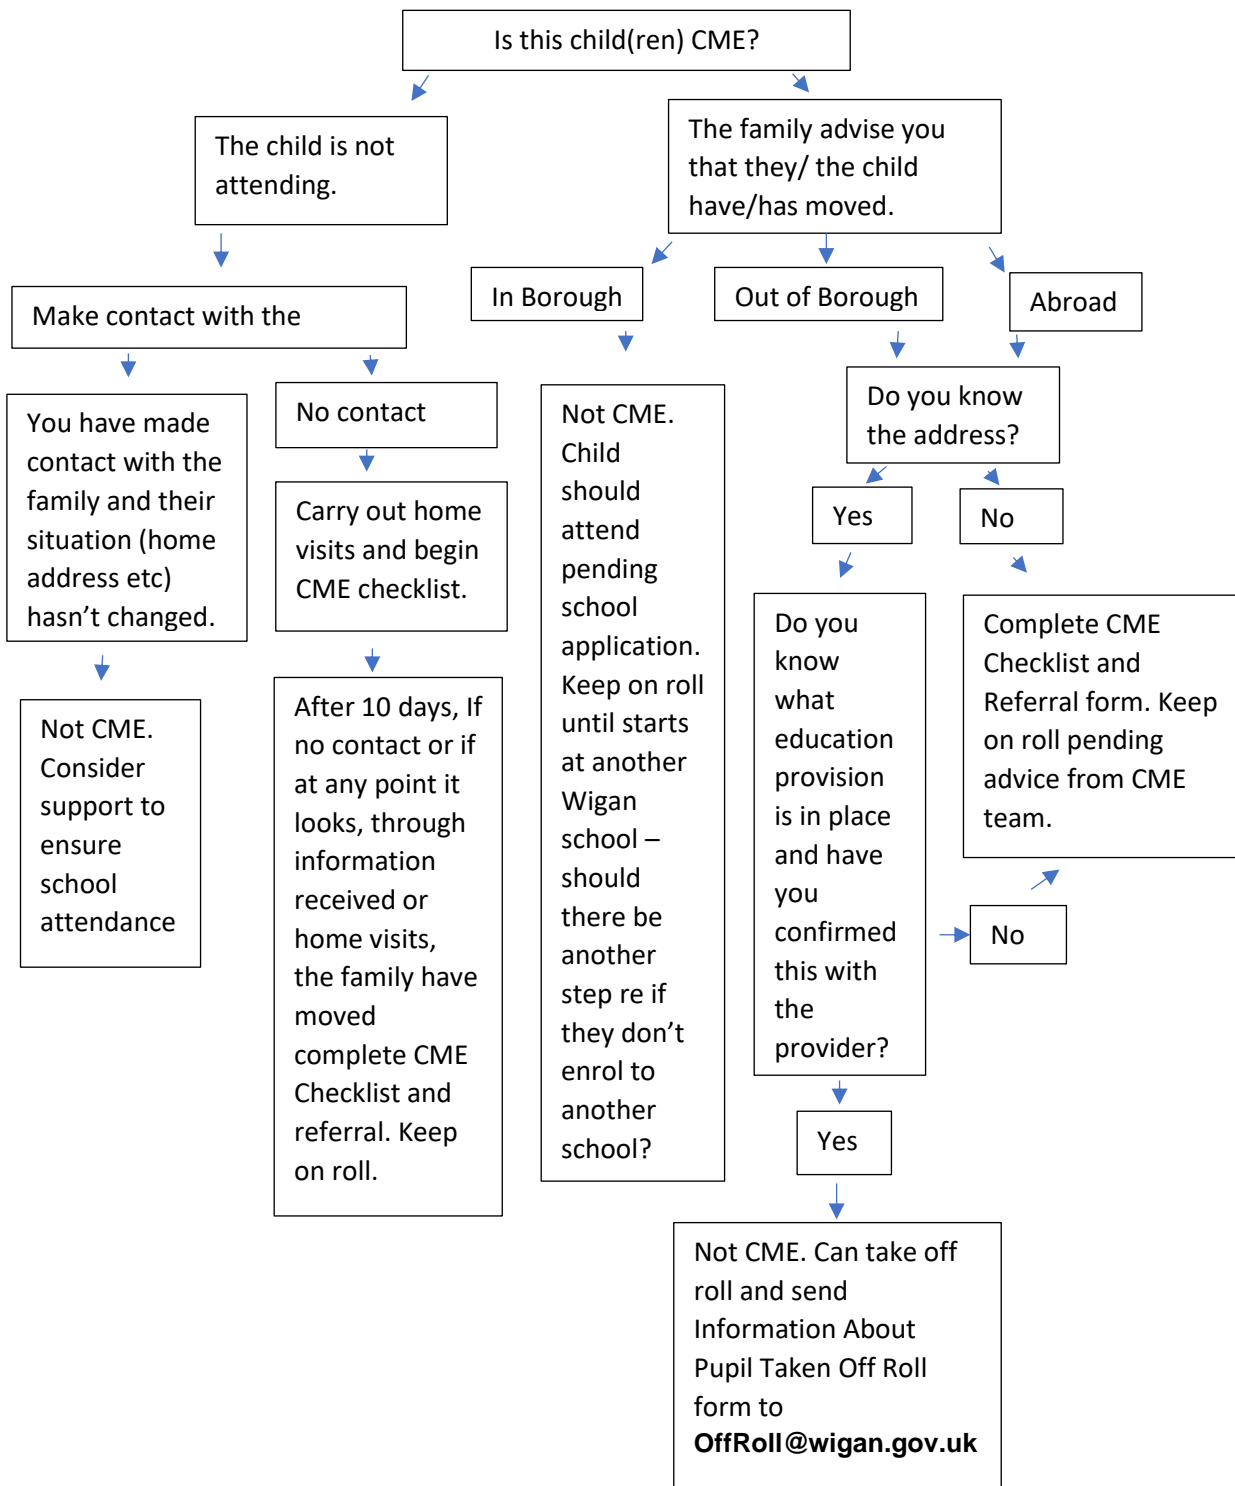 Is this child(ren) CME?
The child is not
attending.
The family advise you
that they/ the child
have/has moved.
Make contact with the
In Borough
Out of Borough
Abroad
You have made
contact with the
family and their
situation (home
address etc)
hasn’t changed.
No contact
Carry out home
visits and begin
CME checklist.
Not CME.
Consider
support to
ensure
school
attendance
After 10 days, If
no contact or if
at any point it
looks, through
information
received or
home visits,
the family have
moved
complete CME
Checklist and
referral. Keep
on roll.
Not CME.
Child
should
attend
pending
school
application.
Keep on roll
until starts
at another
Wigan
school –
should
there be
another
step re if
they don’t
enrol to
another
school?
Do you know
the address?
Yes
No
Do you
know
what
education
provision
is in place
and have
you
confirmed
this with
the
provider?
Complete CME
Checklist and
Referral form. Keep
on roll pending
advice from CME
team.
No
Yes
Not CME. Can take off
roll and send
Information About
Pupil Taken Off Roll
form to
OffRoll@wigan.gov.uk